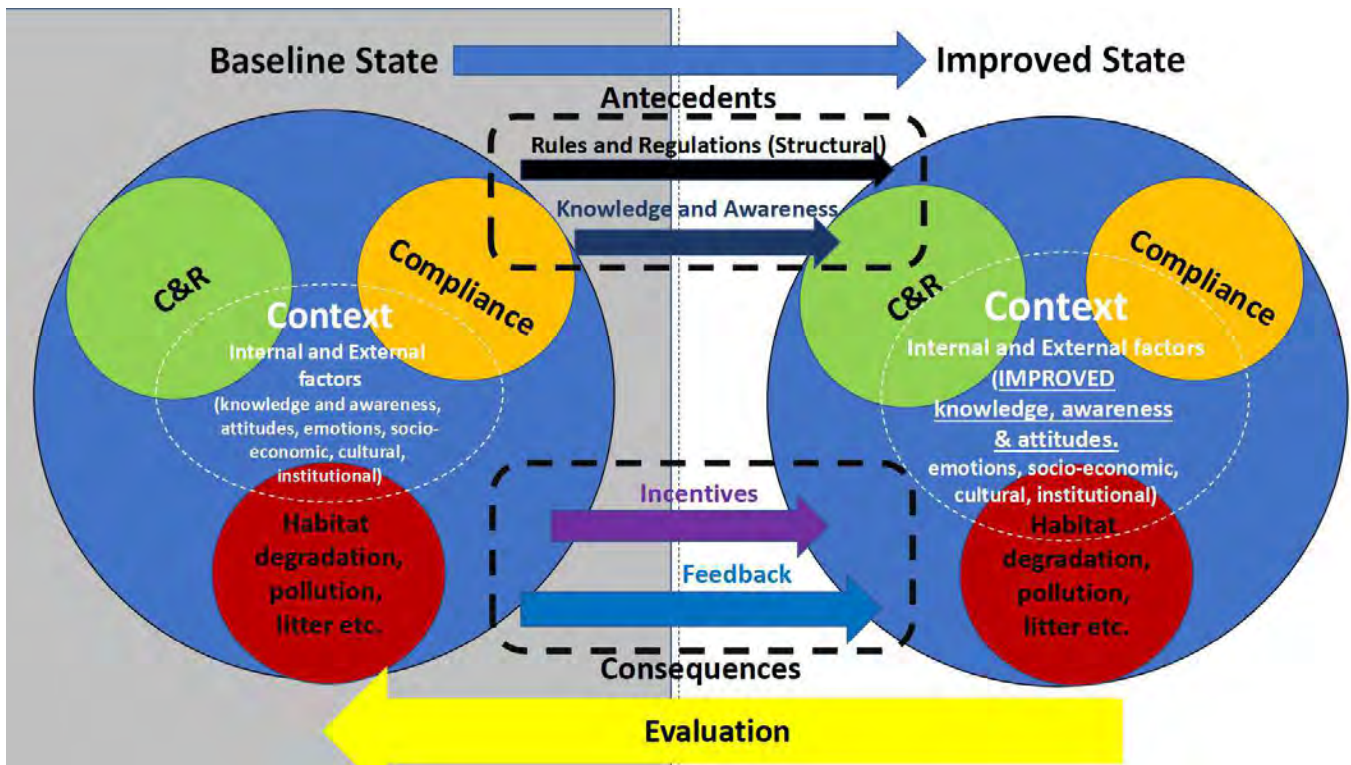 Baseline State
Improved State
Antecedents
Rules and Regulations (Structural)
Knowledge and Awareness
C&R
Compliance
Context
Internal and External
factors
(knowledge and awareness,
attitudes, emotions, socio-
economic, cultural,
institutional)
Habitat
degradation,
pollution,
litter etc.
Incentives
Feedback
Consequences
C&R
Compliance
Context
Internal and External factors
(IMPROVED
knowledge, awareness
& attitudes.
emotions, socio-economic,
cultural, institutional)
Habitat
degradation,
pollution,
litter etc.
Evaluation